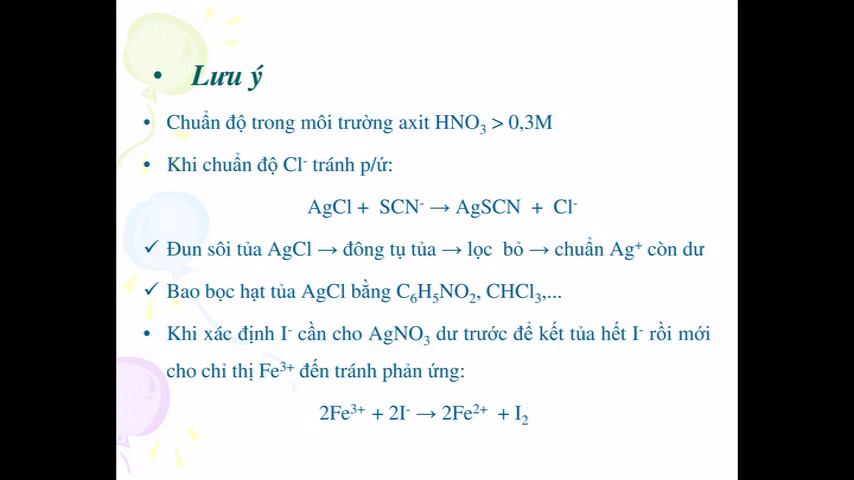 • Lưu ý
• Chuẩn độ trong môi trường axit HNO₃ > 0,3M
• Khi chuẩn độ Cl⁻ tránh p/ứ:
AgCl + SCN⁻ → AgSCN + Cl⁻
✓ Đun sôi tủa AgCl → đông tụ tủa → lọc bỏ → chuẩn Ag⁺ còn dư
✓ Bao bọc hạt tủa AgCl bằng C₆H₅NO₂, CHCl₃,...
• Khi xác định I⁻ cần cho AgNO₃ dư trước để kết tủa hết I⁻ rồi mới
cho chỉ thị Fe³⁺ đến tránh phản ứng:
2Fe³⁺ + 2I⁻ → 2Fe²⁺ + I₂